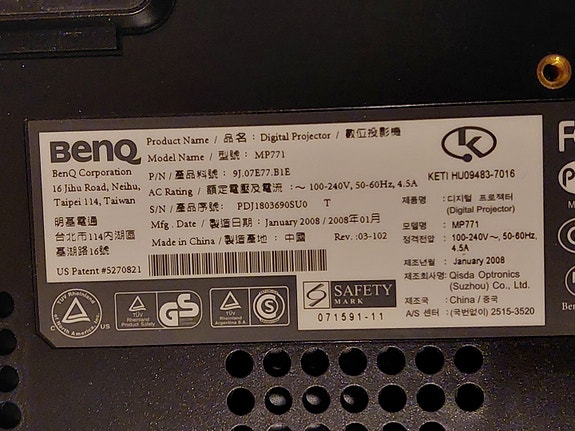 BenQ
BenQ Corporation
16 Jihu Road, Neihu,
Taipei 114, Taiwan
明基電通
台北市114內湖區
基湖路16號
US Patent #5270821
Product Name / 品名 : Digital Projector / 數位投影機
Model Name / 型號 : MP771
P/N / 產品料號 : 9J.07E77.B1E
AC Rating / 額定電壓及電流 : ～ 100-240V, 50-60Hz, 4.5A
S/N / 產品序號 : PDJ1803690SU0 T
Mfg . Date / 製造日期 : January 2008 / 2008年01月
Made in China / 製造產地 : 中國 Rev. :03-102
TÜV Rheinland
of North America, Inc.
C US
TÜV
Rheinland
Product Safety
GS
TÜV
Rheinland
Argentina S.A.
S
S SAFETY
MARK
071591-11
K
KETI HU09483-7016
제품명 : 디지털 프로젝터
(Digital Projector)
모델명 : MP771
정격전압 : 100-240V～, 50-60Hz,
4.5A
제조년월 : January 2008
제조회사명: Qisda Optronics
(Suzhou) Co., Ltd.
제조국 : China / 중국
A/S 센터 : (국번없이) 2515-3520